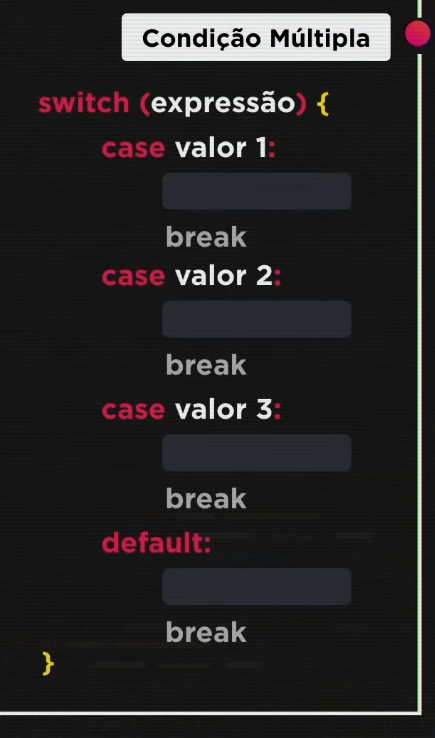 Condição Múltipla
switch (expressão) {
case valor 1:
break
case valor 2:
break
case valor 3:
break
default:
break
}